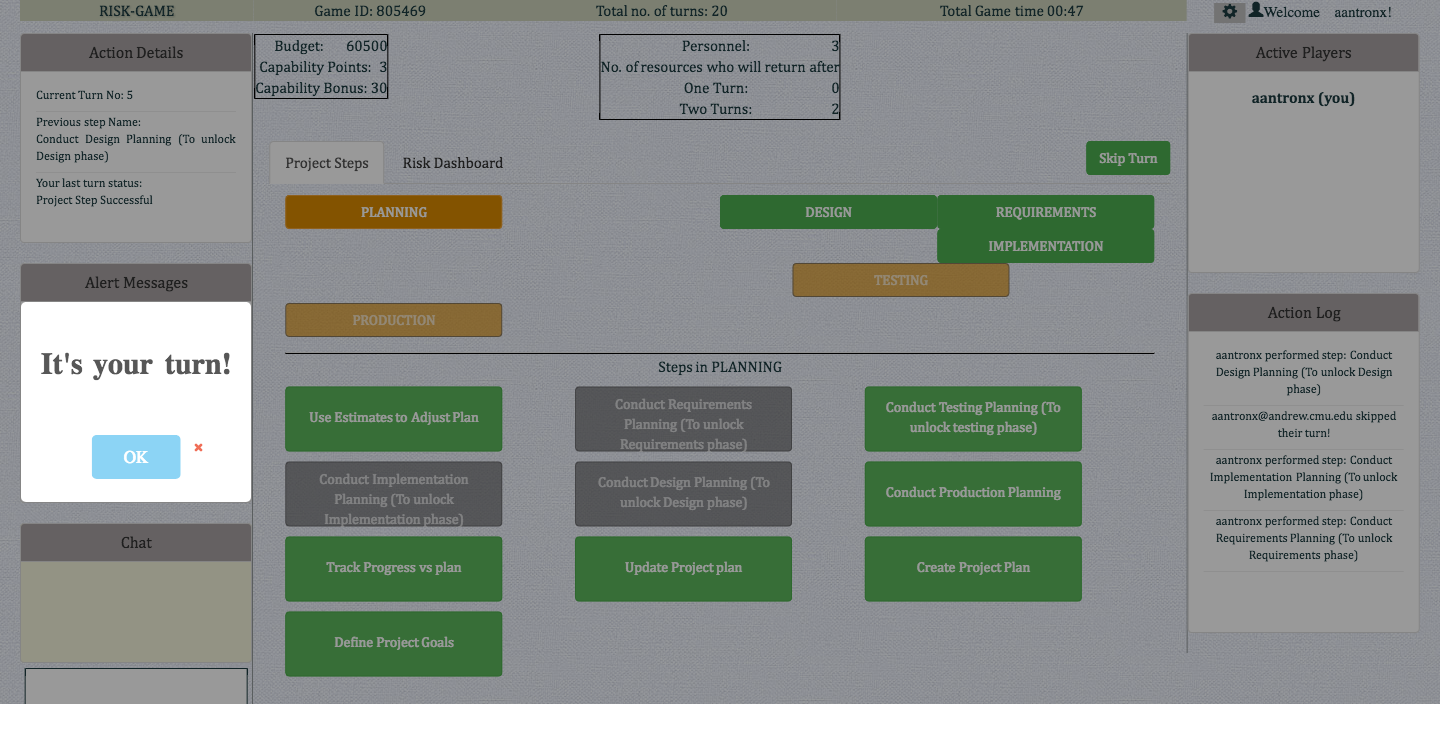 RISK-GAME
Game ID: 805469
Total no. of turns: 20
Total Game time 00:47
Welcome aantronx!
Action Details
Current Turn No: 5
Previous step Name:
Conduct Design Planning (To unlock
Design phase)
Your last turn status:
Project Step Successful
Alert Messages
It's your turn!
OK
Chat
Budget: 60500
Capability Points: 3
Capability Bonus: 30
Personnel: 3
No. of resources who will return after
One Turn: 0
Two Turns: 2
Project Steps
Risk Dashboard
Skip Turn
PLANNING
DESIGN
REQUIREMENTS
IMPLEMENTATION
TESTING
PRODUCTION
Steps in PLANNING
Use Estimates to Adjust Plan
Conduct Requirements
Planning (To unlock
Requirements phase)
Conduct Testing Planning (To
unlock testing phase)
Conduct Implementation
Planning (To unlock
Implementation phase)
Conduct Design Planning (To
unlock Design phase)
Conduct Production Planning
Track Progress vs plan
Update Project plan
Create Project Plan
Define Project Goals
Active Players
aantronx (you)
Action Log
aantronx performed step: Conduct
Design Planning (To unlock Design
phase)
aantronx@andrew.cmu.edu skipped
their turn!
aantronx performed step: Conduct
Implementation Planning (To unlock
Implementation phase)
aantronx performed step: Conduct
Requirements Planning (To unlock
Requirements phase)